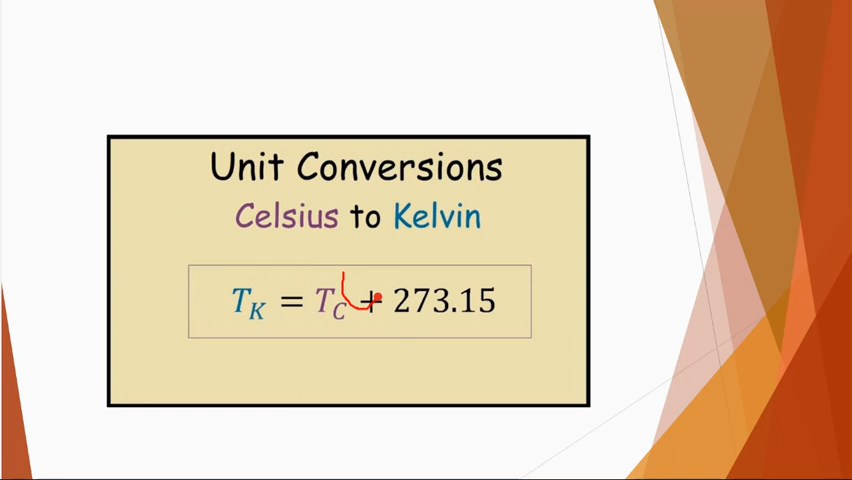 Unit Conversions
Celsius to Kelvin
T_K = T_C + 273.15